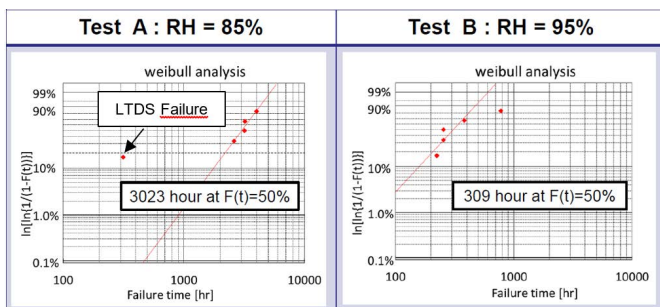 Test A : RH = 85%
Test B : RH = 95%
weibull analysis
99%
90%
LTDS Failure
10%
3023 hour at F(t)=50%
1.0%
0.1%
ln[ln{1/(1-F(t))}]
100
1000
10000
Failure time [hr]
weibull analysis
99%
90%
10%
309 hour at F(t)=50%
1.0%
0.1%
ln[ln{1/(1-F(t))}]
100
1000
10000
Failure time [hr]